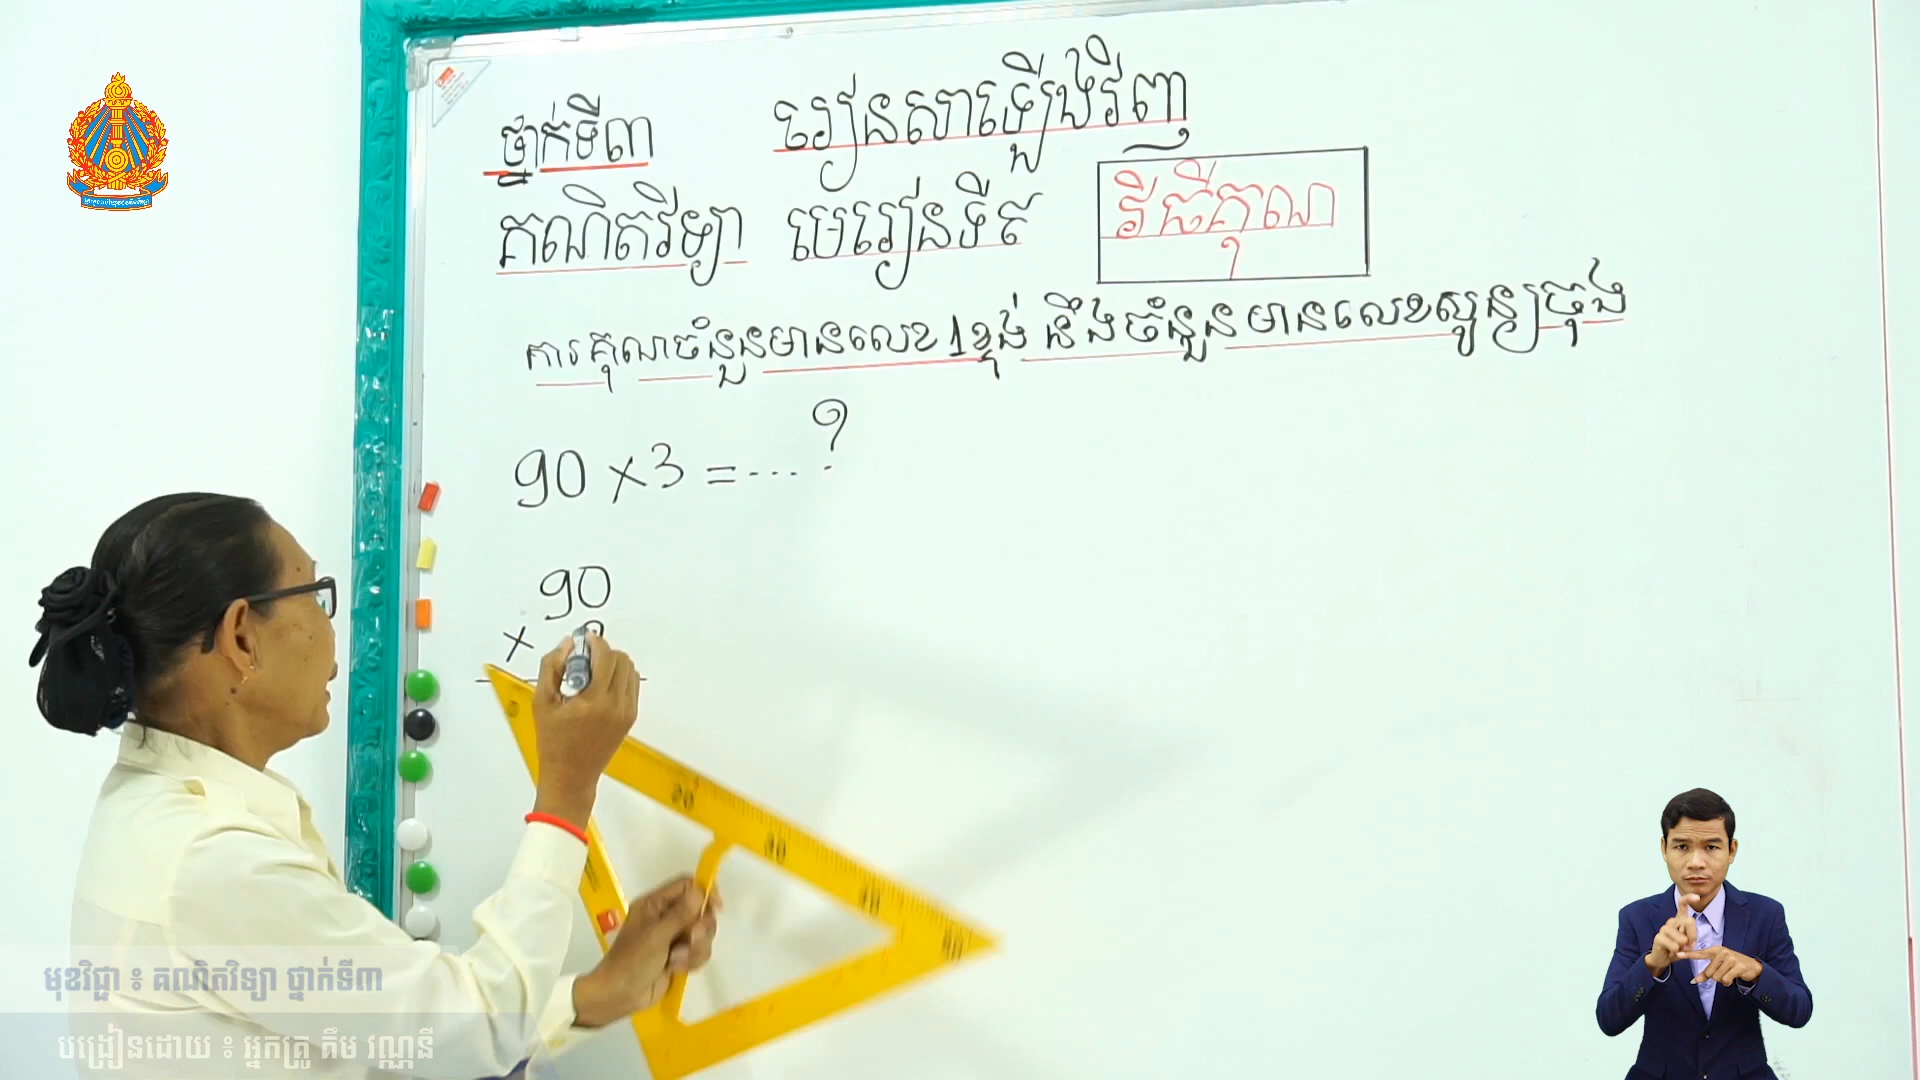 ថ្នាក់ទី៣ រៀនសាឡើងវិញ
គណិតវិទ្យា មេរៀនទី៩ វិធីគុណ
ការគុណចំនួនមានលេខ1ខ្ទង់ នឹងចំនួនមានលេខសូន្យចុង
90 × 3 = ... ?
90
×
20
30
40
មុខវិជ្ជា ៖ គណិតវិទ្យា ថ្នាក់ទី៣
បង្រៀនដោយ ៖ អ្នកគ្រូ គឹម វណ្ណនី